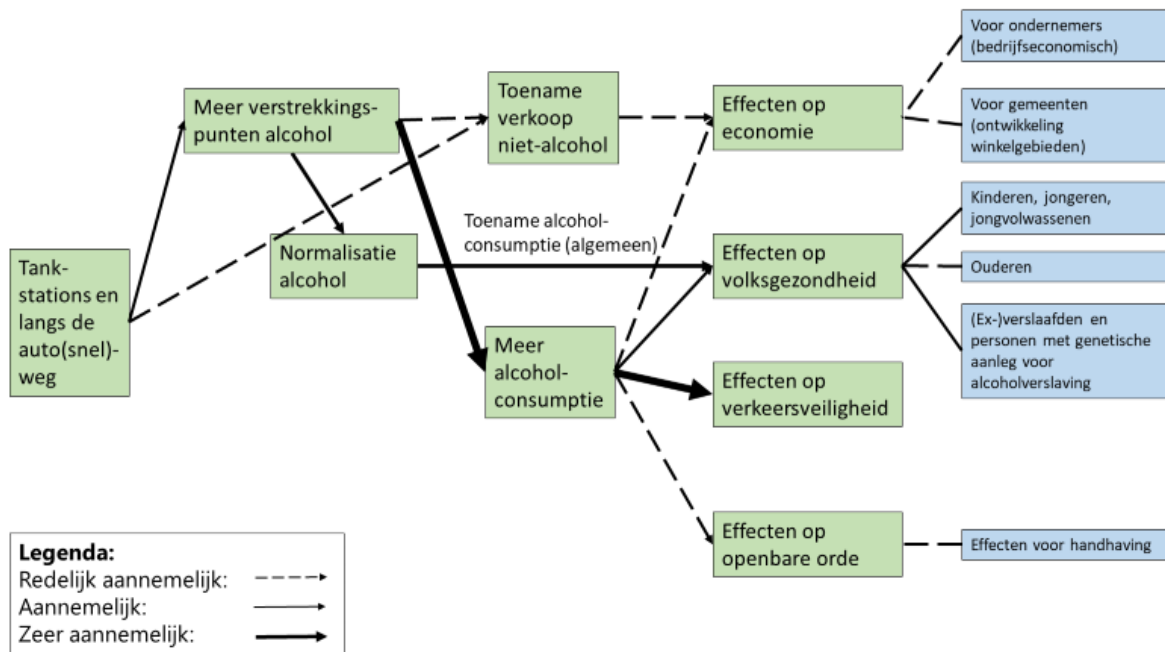 Tank-
stations en
langs de
auto(snel)-
weg
Meer verstrekkings-
punten alcohol
Normalisatie
alcohol
Toename
verkoop
niet-alcohol
Toename alcohol-
consumptie (algemeen)
Meer
alcohol-
consumptie
Effecten op
economie
Effecten op
volksgezondheid
Effecten op
verkeersveiligheid
Effecten op
openbare orde
Voor ondernemers
(bedrijfseconomisch)
Voor gemeenten
(ontwikkeling
winkelgebieden)
Kinderen, jongeren,
jongvolwassenen
Ouderen
(Ex-)verslaafden en
personen met genetische
aanleg voor
alcoholverslaving
Effecten voor handhaving
Legenda:
Redelijk aannemelijk:
Aannemelijk:
Zeer aannemelijk: